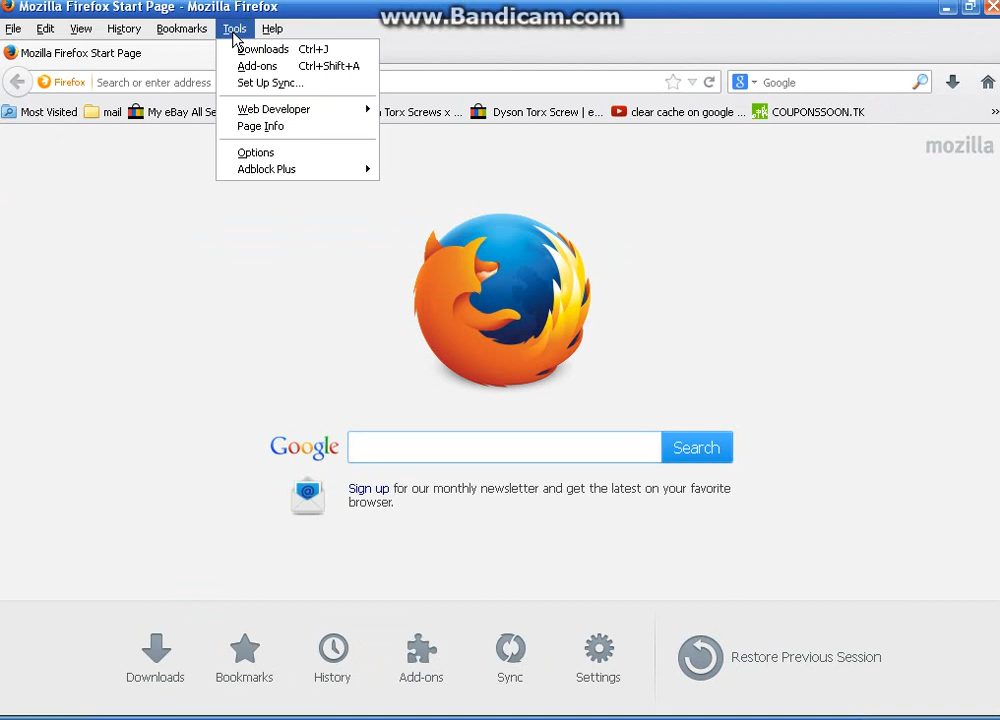 Mozilla Firefox Start Page - Mozilla Firefox
www.Bandicam.com
File Edit View History Bookmarks Tools Help
Mozilla Firefox Start Page
Downloads Ctrl+J
Add-ons Ctrl+Shift+A
Set Up Sync...
Web Developer
Page Info
Options
Adblock Plus
Firefox Search or enter address
8 Google
Most Visited mail My eBay All Se Torx Screws x ... Dyson Torx Screw | e... clear cache on google ... tk COUPONSSOON.TK »
mozilla
Google Search
Sign up for our monthly newsletter and get the latest on your favorite
browser.
Downloads Bookmarks History Add-ons Sync Settings Restore Previous Session